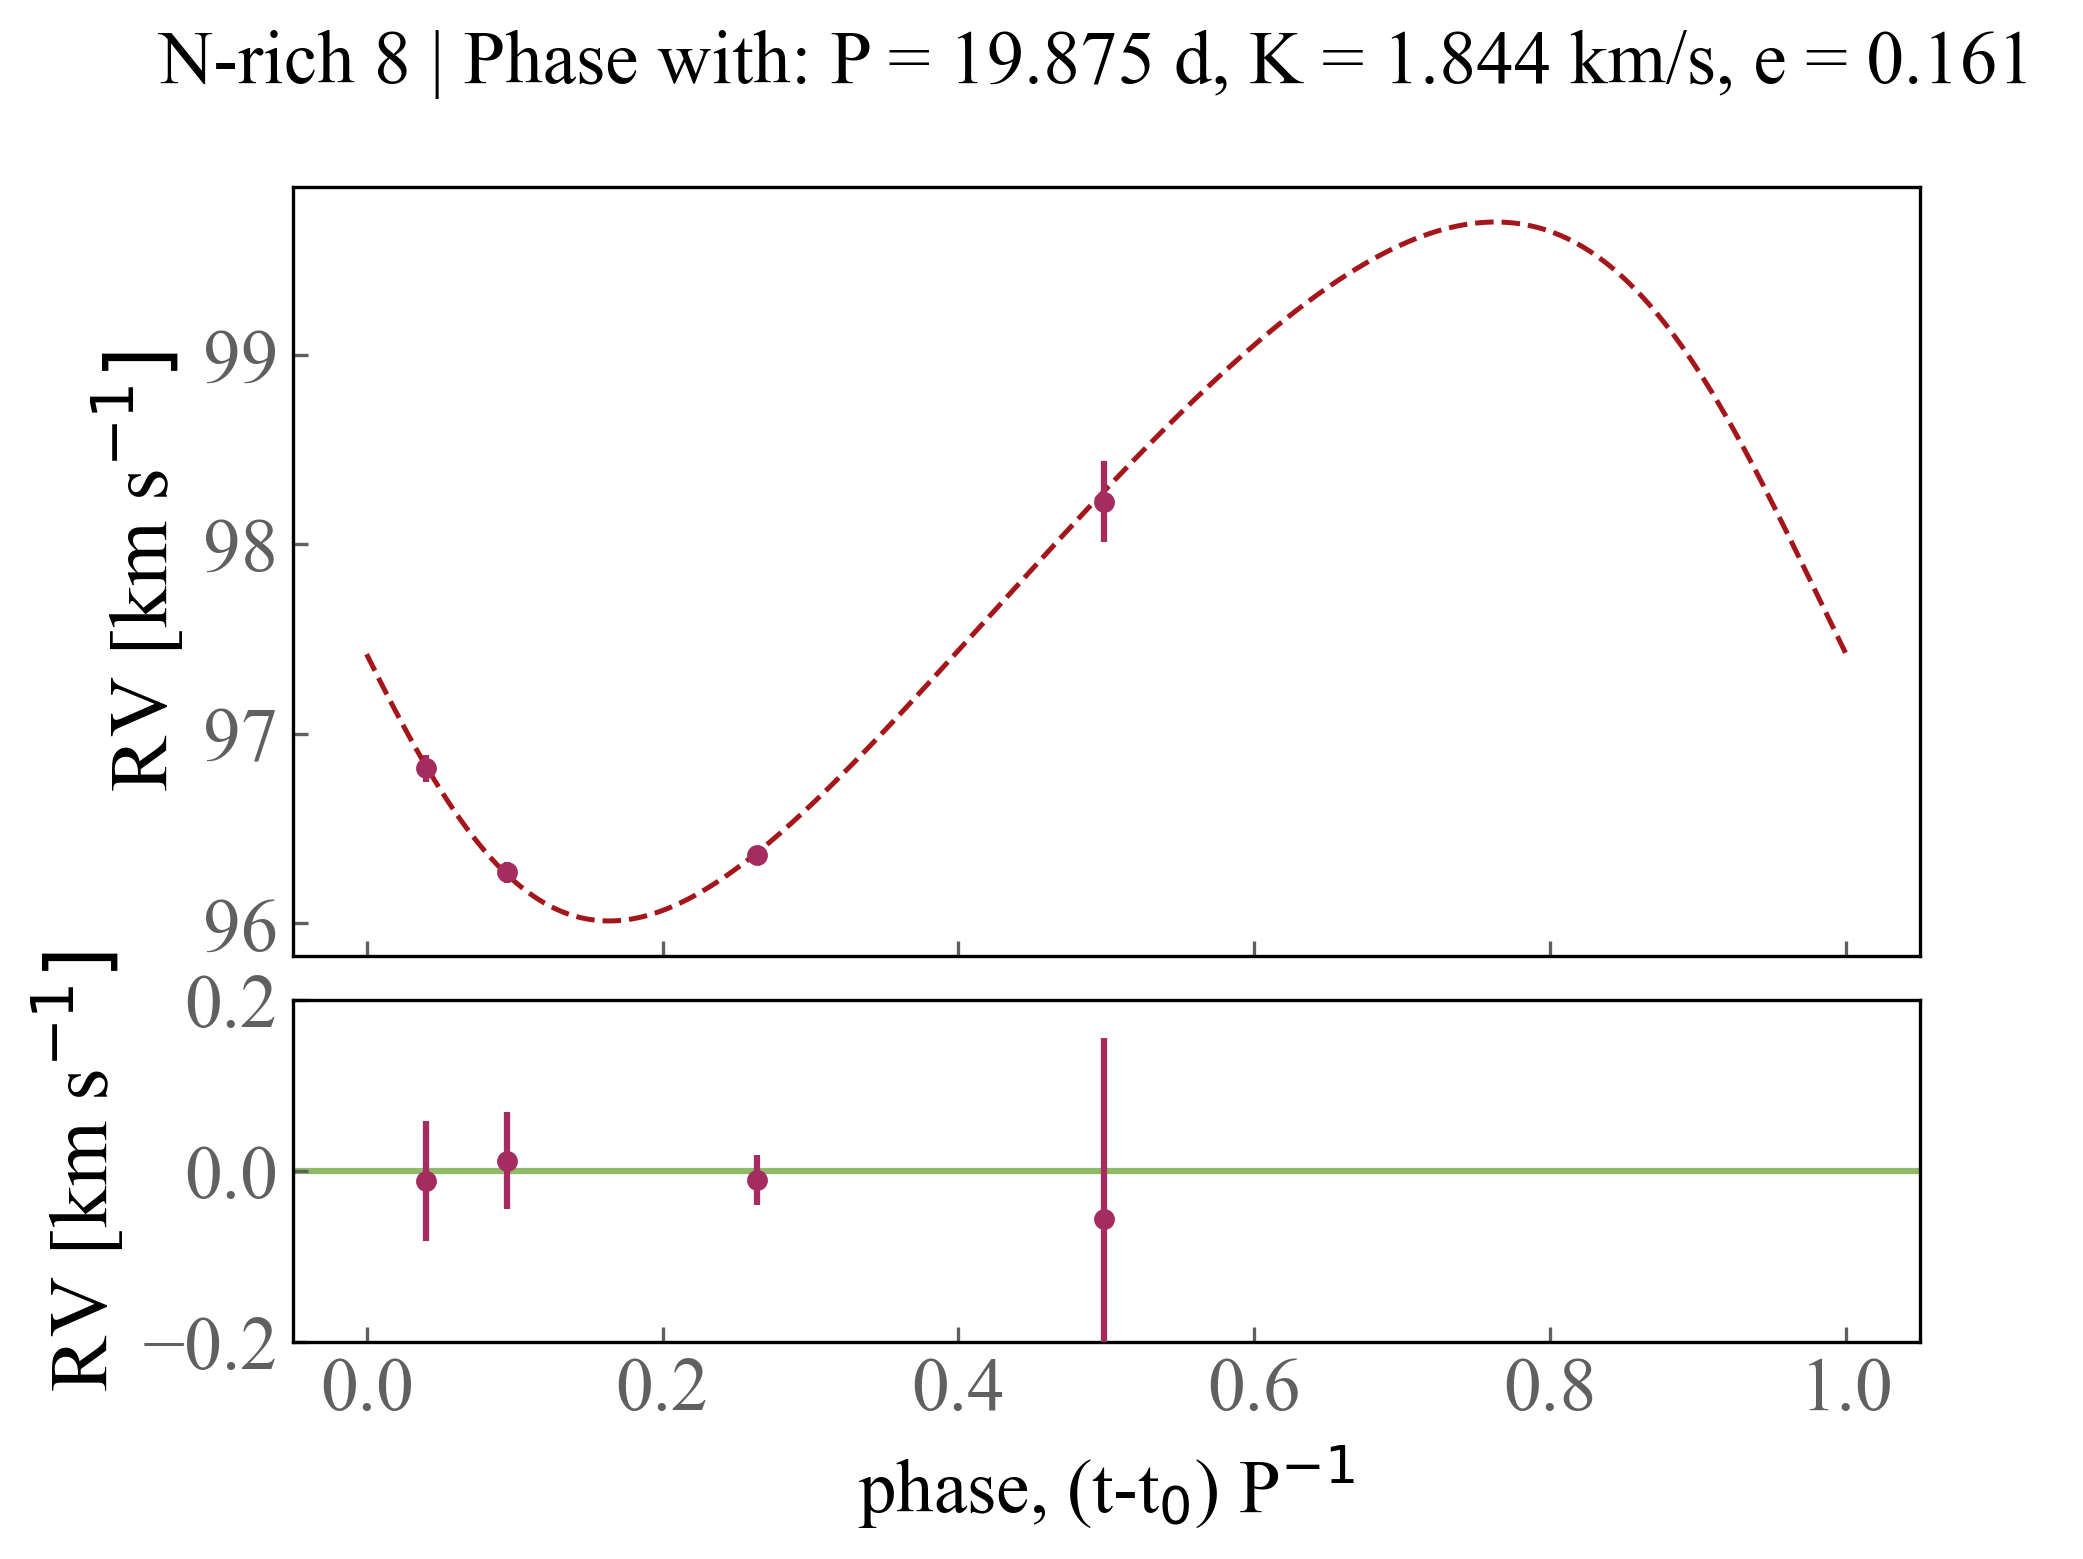 N-rich 8 | Phase with: P = 19.875 d, K = 1.844 km/s, e = 0.161
RV [km s⁻¹]
99
98
97
96
RV [km s⁻¹]
0.2
0.0
−0.2
0.0 0.2 0.4 0.6 0.8 1.0
phase, (t-t₀) P⁻¹